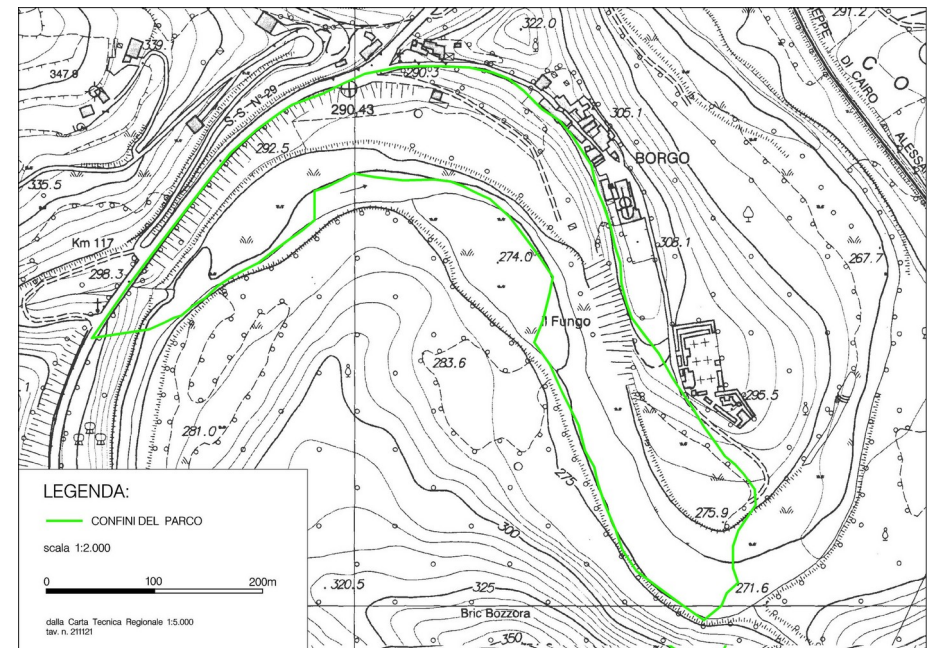 322.0
291.2
339.1
347.9
290.3
S.S. N° 29
290.43
305.1
DI CAIRO
C O
292.5
BORGO
335.5
Km 117
308.1
274.0
267.7
298.3
Il Fungo
283.6
295.5
281.0
275
275.9
300
LEGENDA:
CONFINI DEL PARCO
scala 1:2.000
0 100 200m
320.5
325
271.6
Bric Bozzora
350
dalla Carta Tecnica Regionale 1:5.000
tav. n. 211121